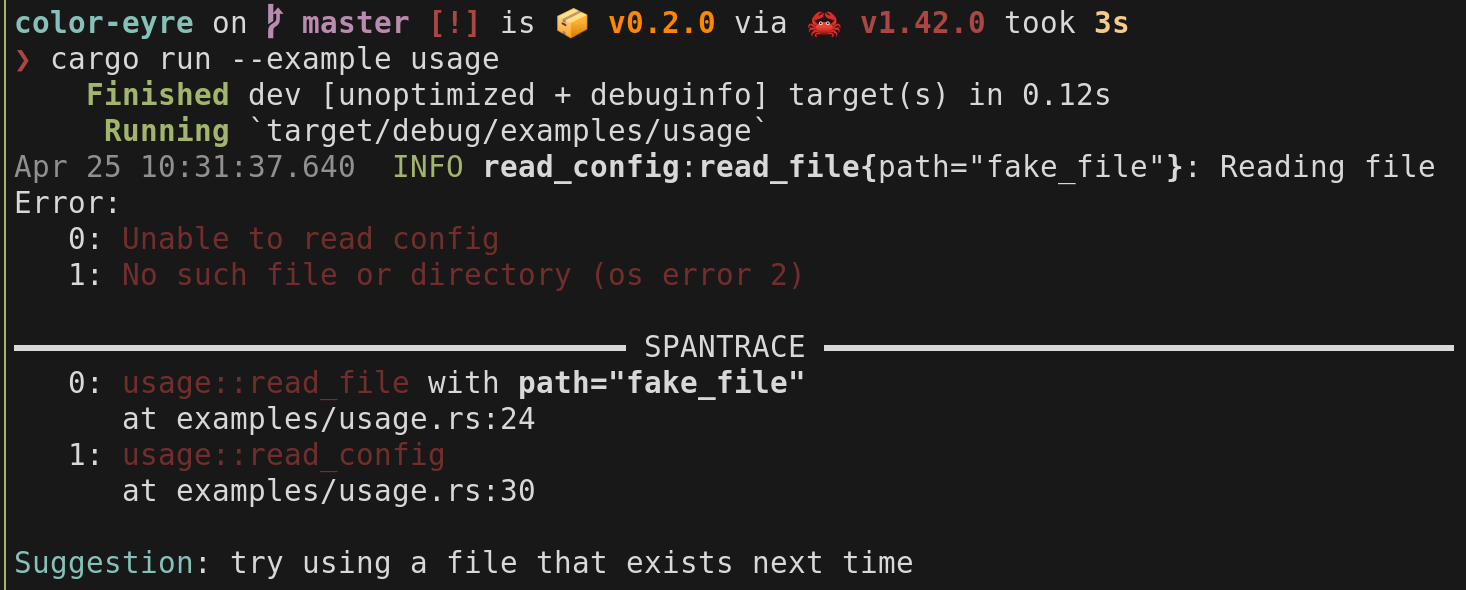 color-eyre on master [!] is 📦 v0.2.0 via 🦀 v1.42.0 took 3s
❯ cargo run --example usage
    Finished dev [unoptimized + debuginfo] target(s) in 0.12s
     Running `target/debug/examples/usage`
Apr 25 10:31:37.640  INFO read_config:read_file{path="fake_file"}: Reading file
Error:
   0: Unable to read config
   1: No such file or directory (os error 2)
SPANTRACE
   0: usage::read_file with path="fake_file"
      at examples/usage.rs:24
   1: usage::read_config
      at examples/usage.rs:30
Suggestion: try using a file that exists next time